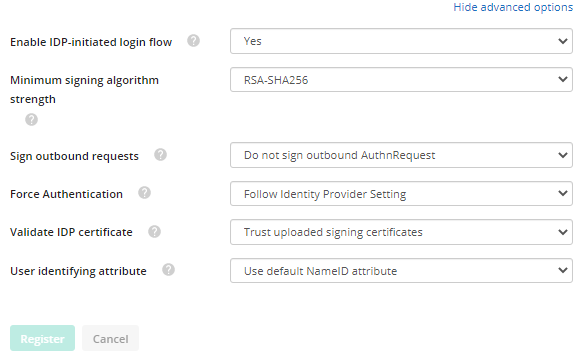 Hide advanced options
Enable IDP-initiated login flow ? Yes
Minimum signing algorithm RSA-SHA256
strength
?
Sign outbound requests ? Do not sign outbound AuthnRequest
Force Authentication ? Follow Identity Provider Setting
Validate IDP certificate ? Trust uploaded signing certificates
User identifying attribute ? Use default NameID attribute
Register Cancel